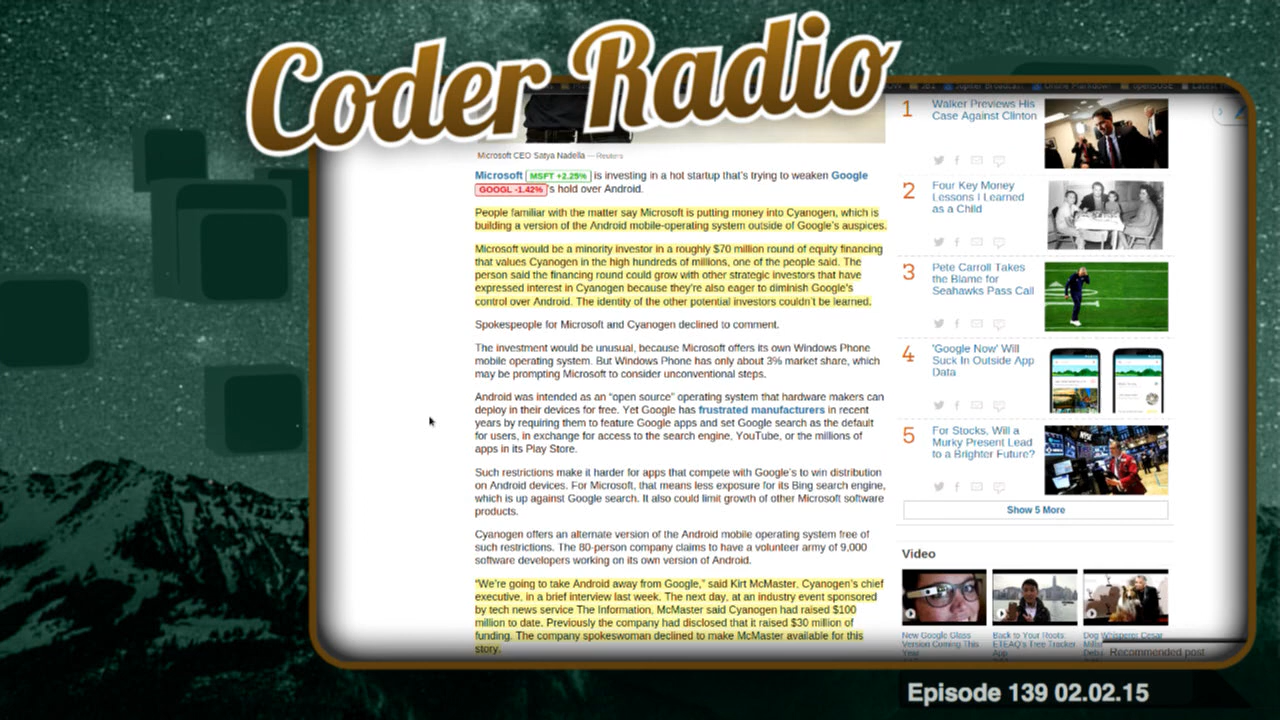 Coder Radio
Microsoft CEO Satya Nadella — Reuters
Microsoft MSFT +2.25% is investing in a hot startup that's trying to weaken Google
GOOGL -1.42% 's hold over Android.
People familiar with the matter say Microsoft is putting money into Cyanogen, which is
building a version of the Android mobile-operating system outside of Google's auspices.
Microsoft would be a minority investor in a roughly $70 million round of equity financing
that values Cyanogen in the high hundreds of millions, one of the people said. The
person said the financing round could grow with other strategic investors that have
expressed interest in Cyanogen because they're also eager to diminish Google's
control over Android. The identity of the other potential investors couldn't be learned.
Spokespeople for Microsoft and Cyanogen declined to comment.
The investment would be unusual, because Microsoft offers its own Windows Phone
mobile operating system. But Windows Phone has only about 3% market share, which
may be prompting Microsoft to consider unconventional steps.
Android was intended as an "open source" operating system that hardware makers can
deploy in their devices for free. Yet Google has frustrated manufacturers in recent
years by requiring them to feature Google apps and set Google search as the default
for users, in exchange for access to the search engine, YouTube, or the millions of
apps in its Play Store.
Such restrictions make it harder for apps that compete with Google's to win distribution
on Android devices. For Microsoft, that means less exposure for its Bing search engine,
which is up against Google search. It also could limit growth of other Microsoft software
products.
Cyanogen offers an alternate version of the Android mobile operating system free of
such restrictions. The 80-person company claims to have a volunteer army of 9,000
software developers working on its own version of Android.
"We're going to take Android away from Google," said Kirt McMaster, Cyanogen's chief
executive, in a brief interview last week. The next day, at an industry event sponsored
by tech news service The Information, McMaster said Cyanogen had raised $100
million to date. Previously the company had disclosed that it raised $30 million of
funding. The company spokeswoman declined to make McMaster available for this
story.
1
Walker Previews His
Case Against Clinton
2
Four Key Money
Lessons I Learned
as a Child
3
Pete Carroll Takes
the Blame for
Seahawks Pass Call
4
'Google Now' Will
Suck In Outside App
Data
5
For Stocks, Will a
Murky Present Lead
to a Brighter Future?
Show 5 More
Video
New Google Glass
Version Coming This
Year
Back to Your Roots:
ETEAQ's Tree Tracker
App
Dog Whisperer Cesar
Recommended post
Episode 139 02.02.15